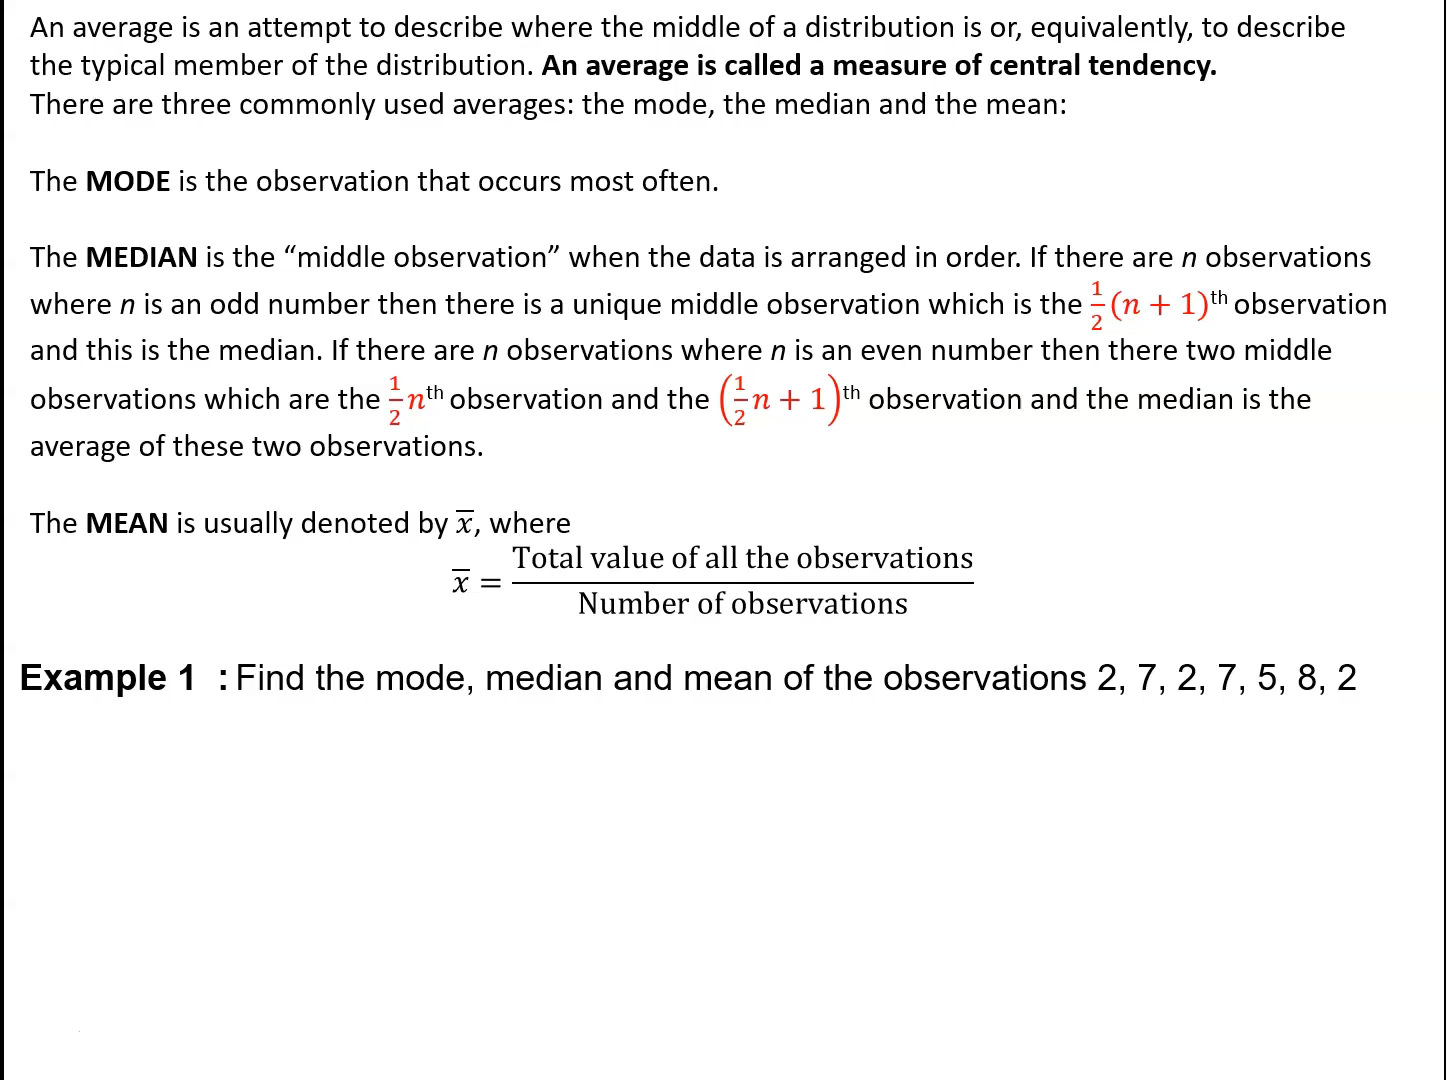 An average is an attempt to describe where the middle of a distribution is or, equivalently, to describe
the typical member of the distribution. An average is called a measure of central tendency.
There are three commonly used averages: the mode, the median and the mean:
The MODE is the observation that occurs most often.
The MEDIAN is the “middle observation” when the data is arranged in order. If there are n observations
where n is an odd number then there is a unique middle observation which is the 1/2(n + 1)th observation
and this is the median. If there are n observations where n is an even number then there two middle
observations which are the 1/2 nth observation and the (1/2 n + 1)th observation and the median is the
average of these two observations.
The MEAN is usually denoted by x̄, where
x̄ = Total value of all the observations / Number of observations
Example 1 : Find the mode, median and mean of the observations 2, 7, 2, 7, 5, 8, 2